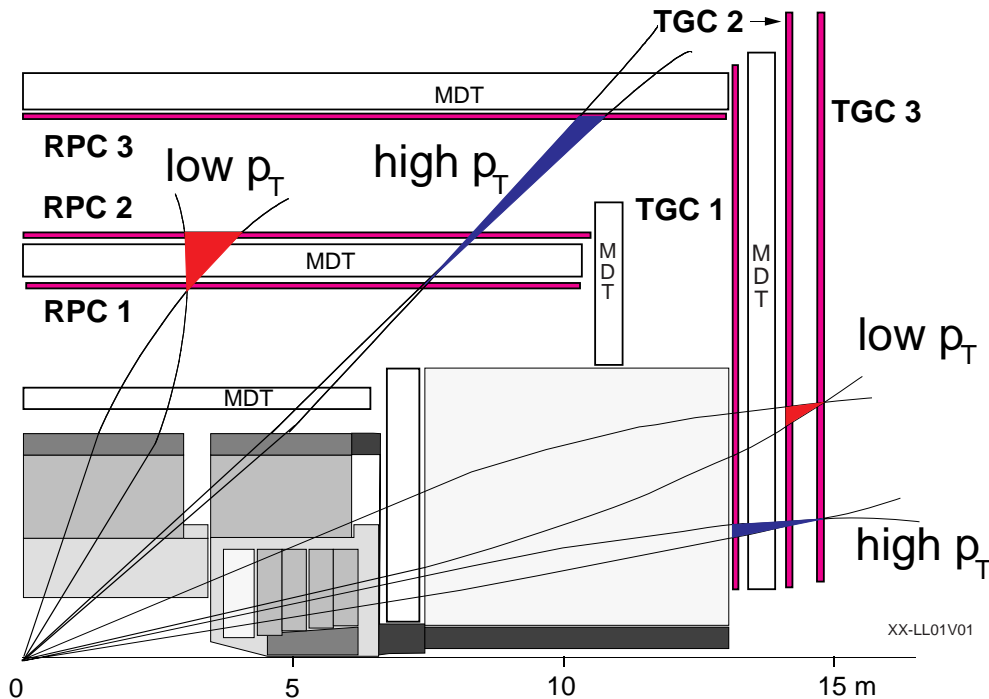 TGC 2
MDT
TGC 3
RPC 3
low pT
high pT
RPC 2
TGC 1
MDT
MDT
MDT
RPC 1
low pT
MDT
high pT
XX-LL01V01
0
5
10
15 m